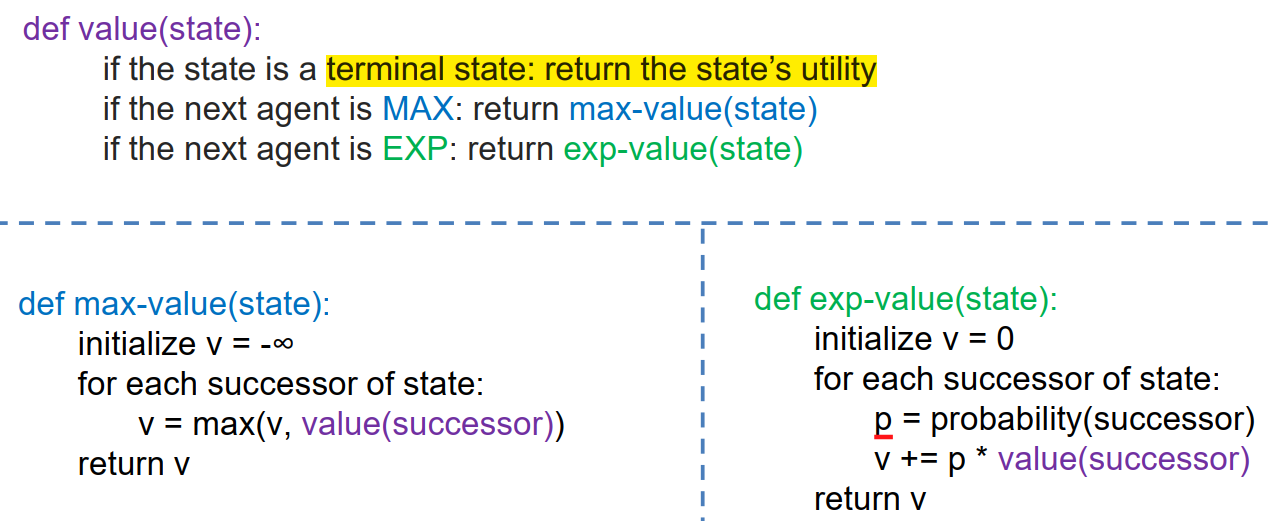 def value(state):
if the state is a terminal state: return the state’s utility
if the next agent is MAX: return max-value(state)
if the next agent is EXP: return exp-value(state)
def max-value(state):
initialize v = -∞
for each successor of state:
v = max(v, value(successor))
return v
def exp-value(state):
initialize v = 0
for each successor of state:
p = probability(successor)
v += p * value(successor)
return v